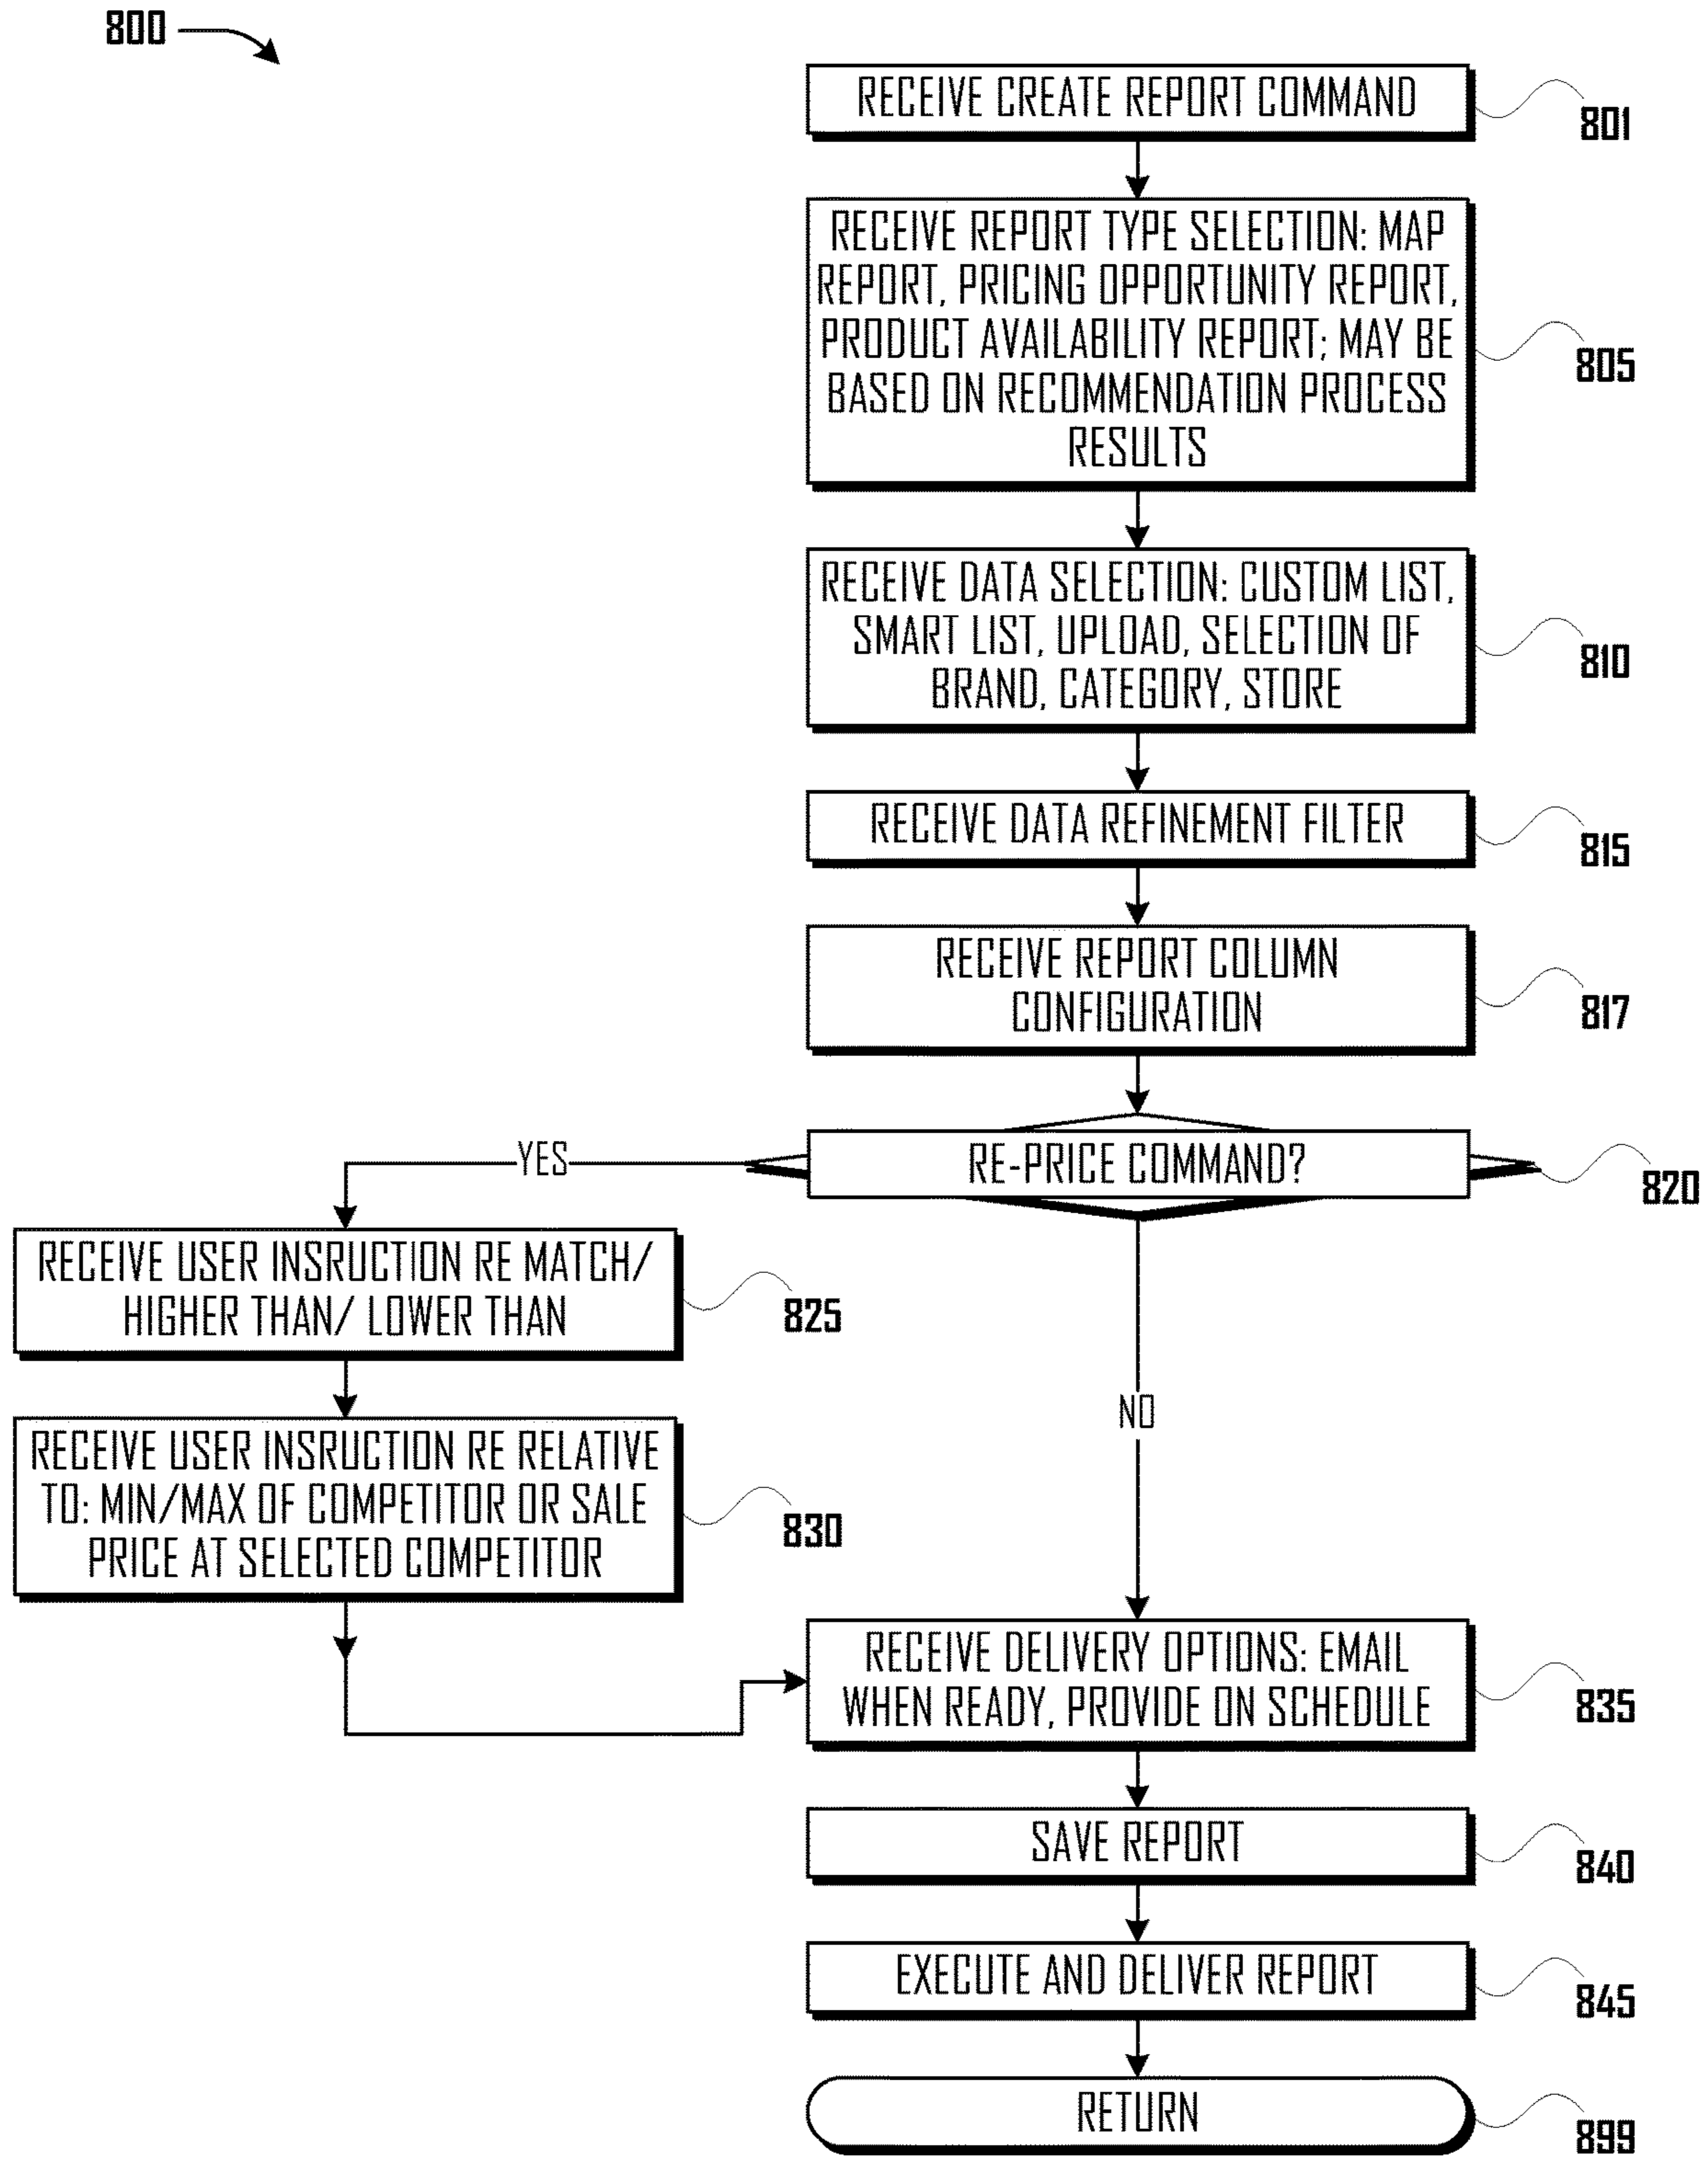 800
RECEIVE CREATE REPORT COMMAND
801
RECEIVE REPORT TYPE SELECTION: MAP
REPORT, PRICING OPPORTUNITY REPORT,
PRODUCT AVAILABILITY REPORT; MAY BE
BASED ON RECOMMENDATION PROCESS
RESULTS
805
RECEIVE DATA SELECTION: CUSTOM LIST,
SMART LIST, UPLOAD, SELECTION OF
BRAND, CATEGORY, STORE
810
RECEIVE DATA REFINEMENT FILTER
815
RECEIVE REPORT COLUMN
CONFIGURATION
817
RE-PRICE COMMAND?
820
YES
RECEIVE USER INSRUCTION RE MATCH/
HIGHER THAN/ LOWER THAN
825
NO
RECEIVE USER INSRUCTION RE RELATIVE
TO: MIN/MAX OF COMPETITOR OR SALE
PRICE AT SELECTED COMPETITOR
830
RECEIVE DELIVERY OPTIONS: EMAIL
WHEN READY, PROVIDE ON SCHEDULE
835
SAVE REPORT
840
EXECUTE AND DELIVER REPORT
845
RETURN
899